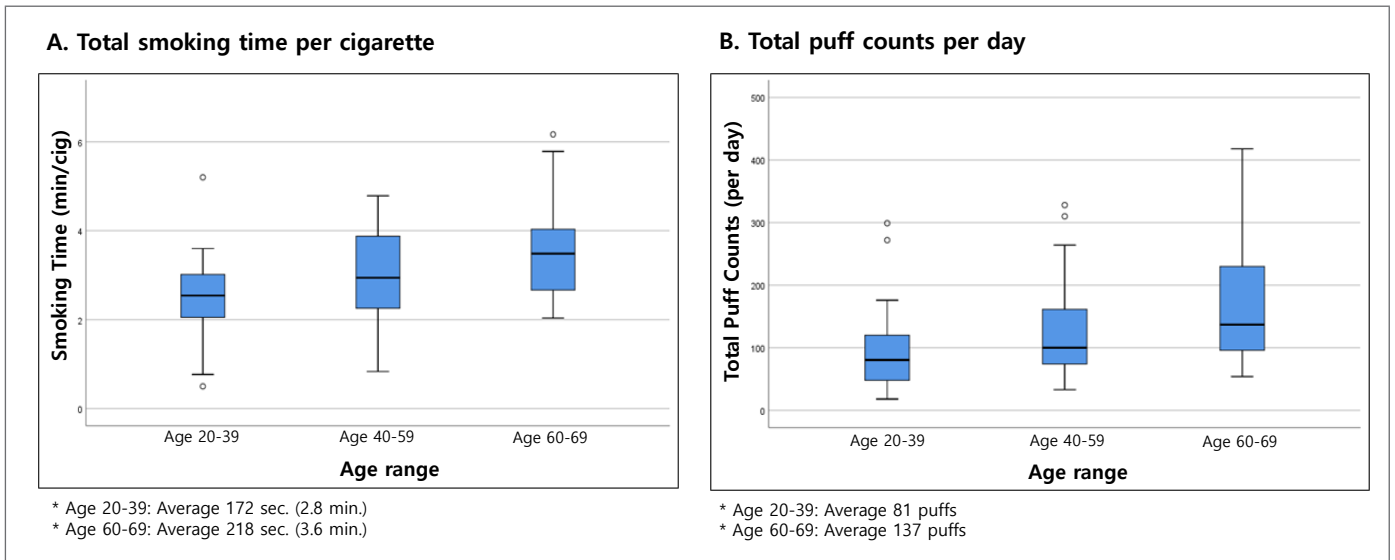 A. Total smoking time per cigarette
Smoking Time (min/cig)
6
4
2
0
Age 20-39
Age 40-59
Age 60-69
Age range
* Age 20-39: Average 172 sec. (2.8 min.)
* Age 60-69: Average 218 sec. (3.6 min.)
B. Total puff counts per day
Total Puff Counts (per day)
500
400
300
200
100
0
Age 20-39
Age 40-59
Age 60-69
Age range
* Age 20-39: Average 81 puffs
* Age 60-69: Average 137 puffs